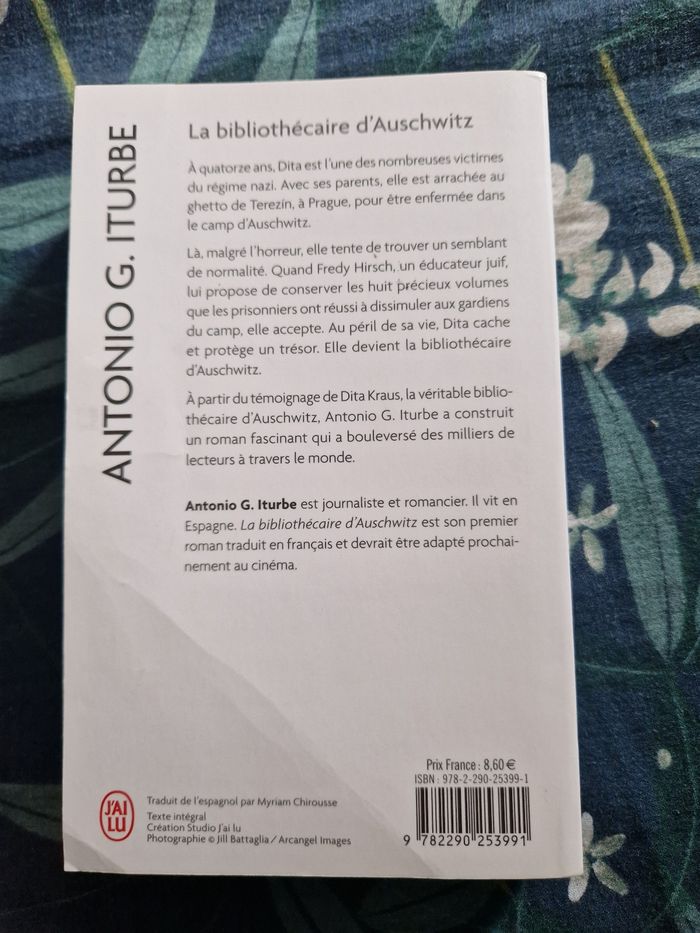 ANTONIO G. ITURBE
La bibliothécaire d'Auschwitz
À quatorze ans, Dita est l'une des nombreuses victimes
du régime nazi. Avec ses parents, elle est arrachée au
ghetto de Terezín, à Prague, pour être enfermée dans
le camp d'Auschwitz.
Là, malgré l'horreur, elle tente de trouver un semblant
de normalité. Quand Fredy Hirsch, un éducateur juif,
lui propose de conserver les huit précieux volumes
que les prisonniers ont réussi à dissimuler aux gardiens
du camp, elle accepte. Au péril de sa vie, Dita cache
et protège un trésor. Elle devient la bibliothécaire
d'Auschwitz.
À partir du témoignage de Dita Kraus, la véritable biblio-
thécaire d'Auschwitz, Antonio G. Iturbe a construit
un roman fascinant qui a bouleversé des milliers de
lecteurs à travers le monde.
Antonio G. Iturbe est journaliste et romancier. Il vit en
Espagne. La bibliothécaire d'Auschwitz est son premier
roman traduit en français et devrait être adapté prochai-
nement au cinéma.
Prix France : 8,60 €
ISBN : 978-2-290-25399-1
9 782290 253991
J'AI
LU
Traduit de l'espagnol par Myriam Chirousse
Texte intégral
Création Studio J'ai lu
Photographie © Jill Battaglia / Arcangel Images